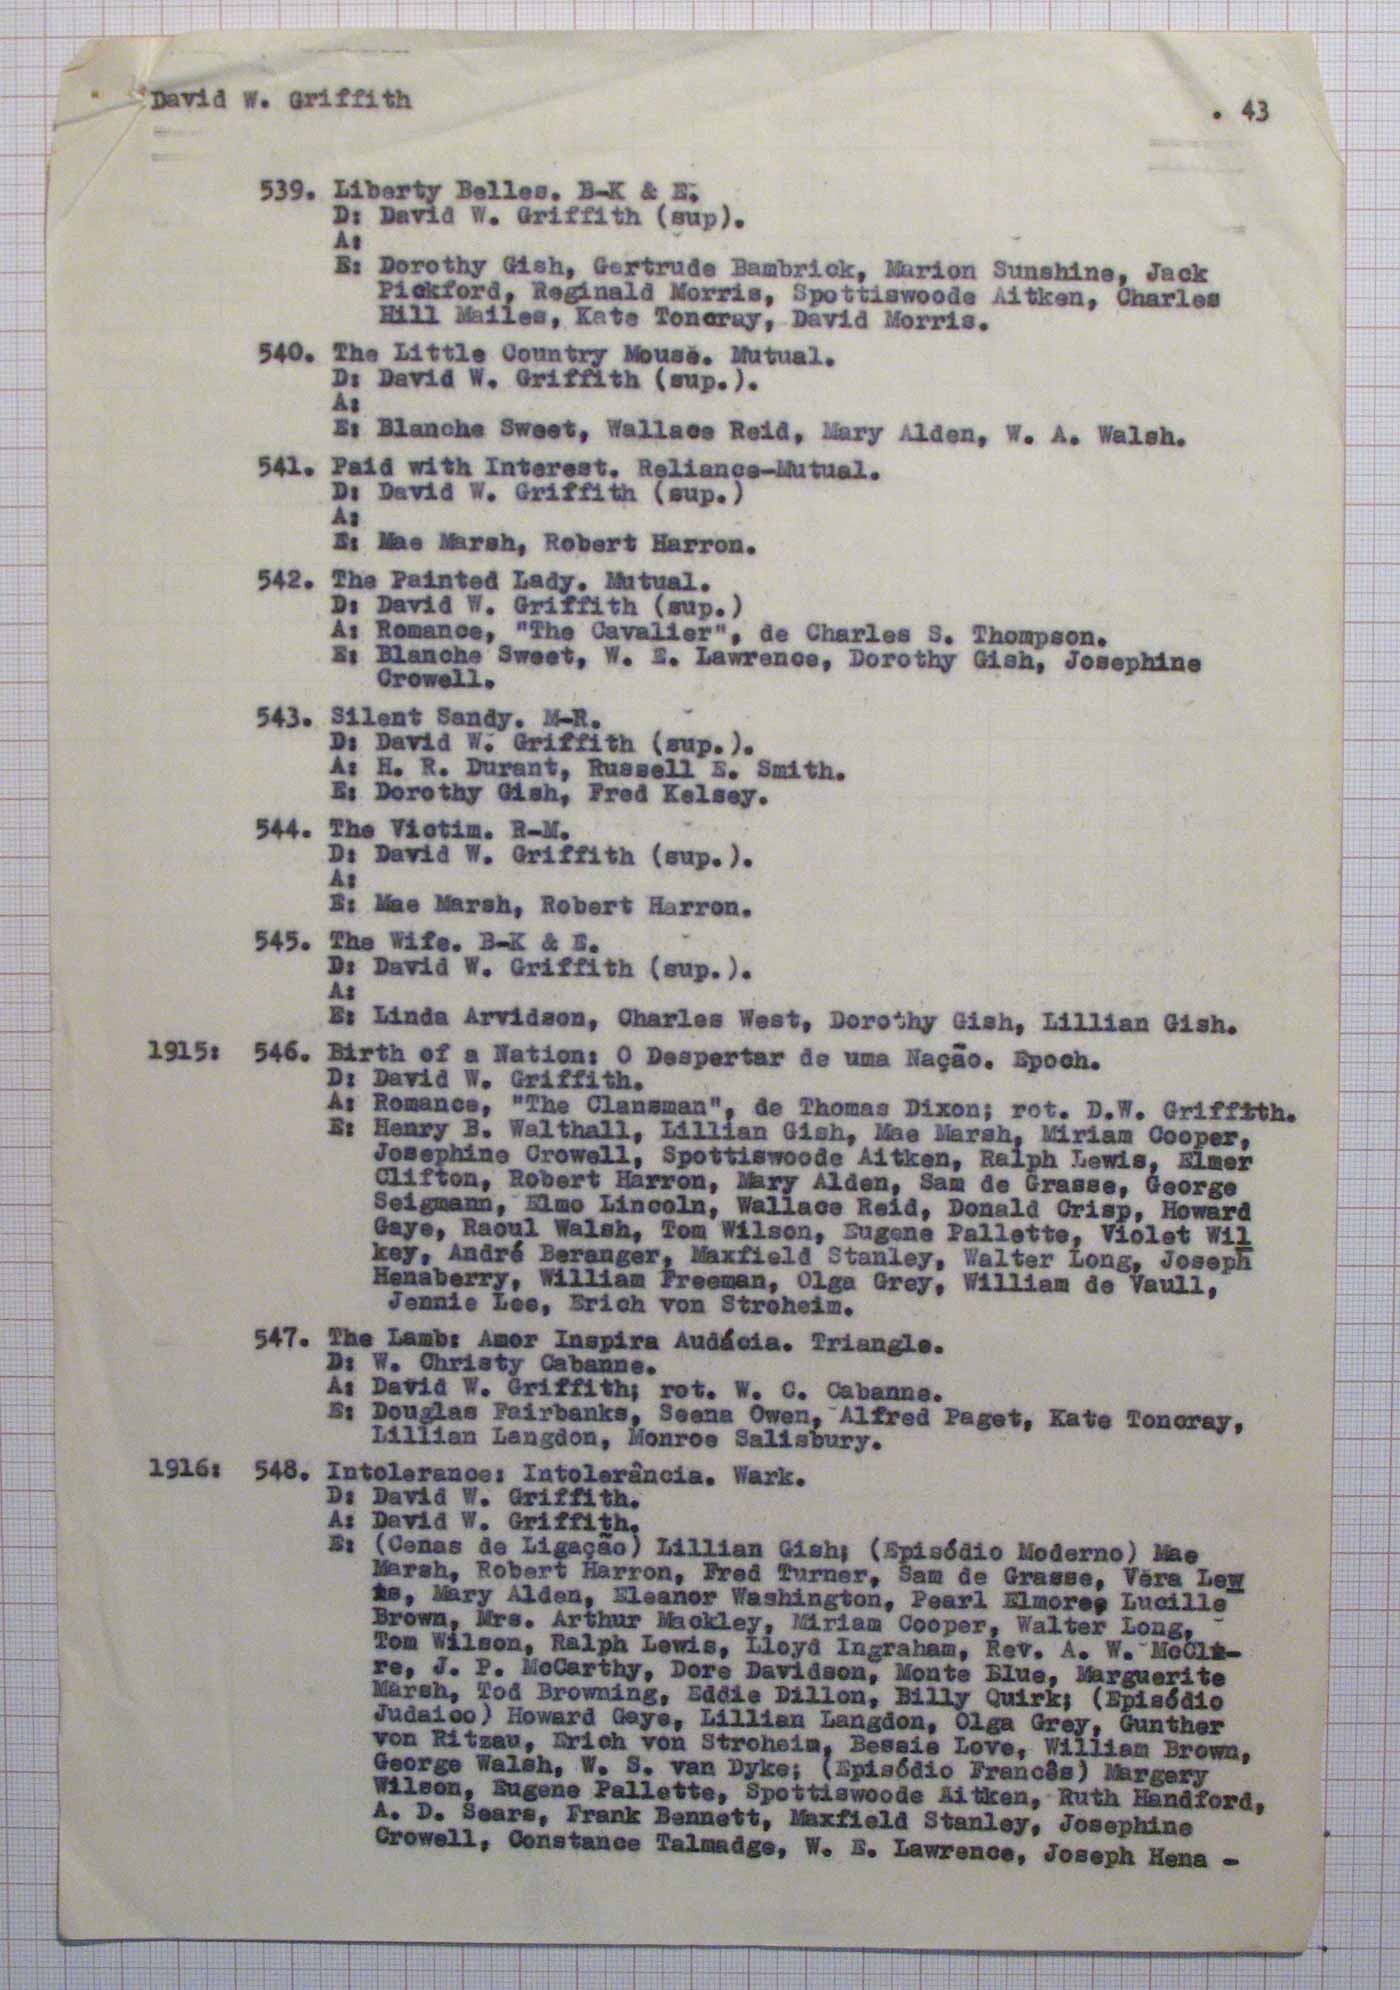 David W. Griffith
. 43
539. Liberty Belles. B-K & E.
D: David W. Griffith (sup).
A:
E: Dorothy Gish, Gertrude Bambrick, Marion Sunshine, Jack
Pickford, Reginald Morris, Spottiswoode Aitken, Charles
Hill Mailes, Kate Toncray, David Morris.
540. The Little Country Mouse. Mutual.
D: David W. Griffith (sup.).
A:
E: Blanche Sweet, Wallace Reid, Mary Alden, W. A. Walsh.
541. Paid with Interest. Reliance-Mutual.
D: David W. Griffith (sup.)
A:
E: Mae Marsh, Robert Harron.
542. The Painted Lady. Mutual.
D: David W. Griffith (sup.)
A: Romance, "The Cavalier", de Charles S. Thompson.
E: Blanche Sweet, W. E. Lawrence, Dorothy Gish, Josephine
Crowell.
543. Silent Sandy. M-R.
D: David W. Griffith (sup.).
A: H. R. Durant, Russell E. Smith.
E: Dorothy Gish, Fred Kelsey.
544. The Victim. R-M.
D: David W. Griffith (sup.).
A:
E: Mae Marsh, Robert Harron.
545. The Wife. B-K & E.
D: David W. Griffith (sup.).
A:
E: Linda Arvidson, Charles West, Dorothy Gish, Lillian Gish.
1915: 546. Birth of a Nation: O Despertar de uma Nação. Epoch.
D: David W. Griffith.
A: Romance, "The Clansman", de Thomas Dixon; rot. D.W. Griffith.
E: Henry B. Walthall, Lillian Gish, Mae Marsh, Miriam Cooper,
Josephine Crowell, Spottiswoode Aitken, Ralph Lewis, Elmer
Clifton, Robert Harron, Mary Alden, Sam de Grasse, George
Seigmann, Elmo Lincoln, Wallace Reid, Donald Crisp, Howard
Gaye, Raoul Walsh, Tom Wilson, Eugene Pallette, Violet Wil
key, André Beranger, Maxfield Stanley, Walter Long, Joseph
Henaberry, William Freeman, Olga Grey, William de Vaull,
Jennie Lee, Erich von Stroheim.
547. The Lamb: Amor Inspira Audácia. Triangle.
D: W. Christy Cabanne.
A: David W. Griffith; rot. W. C. Cabanne.
E: Douglas Fairbanks, Seena Owen, Alfred Paget, Kate Toncray,
Lillian Langdon, Monroe Salisbury.
1916: 548. Intolerance: Intolerância. Wark.
D: David W. Griffith.
A: David W. Griffith.
E: (Cenas de Ligação) Lillian Gish; (Episódio Moderno) Mae
Marsh, Robert Harron, Fred Turner, Sam de Grasse, Vera Lew
is, Mary Alden, Eleanor Washington, Pearl Elmore, Lucille
Brown, Mrs. Arthur Mackley, Miriam Cooper, Walter Long,
Tom Wilson, Ralph Lewis, Lloyd Ingraham, Rev. A. W. McClu-
re, J. P. McCarthy, Dore Davidson, Monte Blue, Marguerite
Marsh, Tod Browning, Eddie Dillon, Billy Quirk; (Episódio
Judaico) Howard Gaye, Lillian Langdon, Olga Grey, Gunther
von Ritzau, Erich von Stroheim, Bessie Love, William Brown,
George Walsh, W. S. van Dyke; (Episódio Francês) Margery
Wilson, Eugene Pallette, Spottiswoode Aitken, Ruth Handford,
A. D. Sears, Frank Bennett, Maxfield Stanley, Josephine
Crowell, Constance Talmadge, W. E. Lawrence, Joseph Hena -